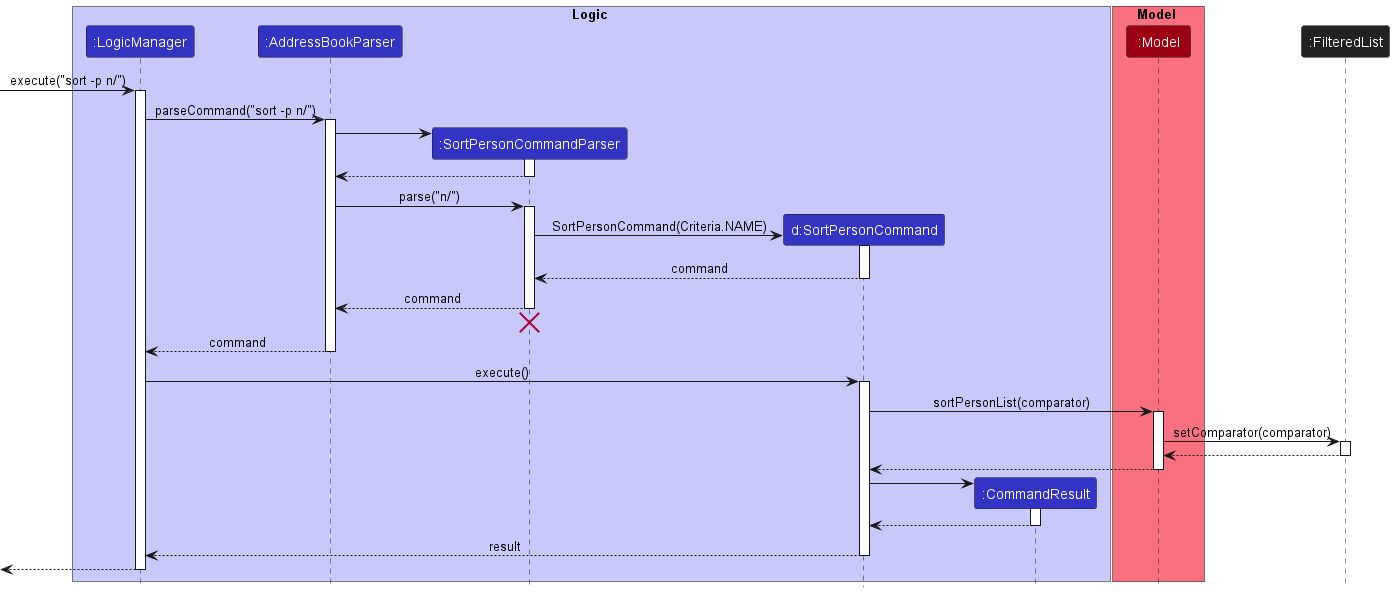 Logic
Model
:LogicManager
:AddressBookParser
:Model
:FilteredList
execute("sort -p n/")
parseCommand("sort -p n/")
:SortPersonCommandParser
parse("n/")
SortPersonCommand(Criteria.NAME)
d:SortPersonCommand
command
command
command
execute()
sortPersonList(comparator)
setComparator(comparator)
:CommandResult
result